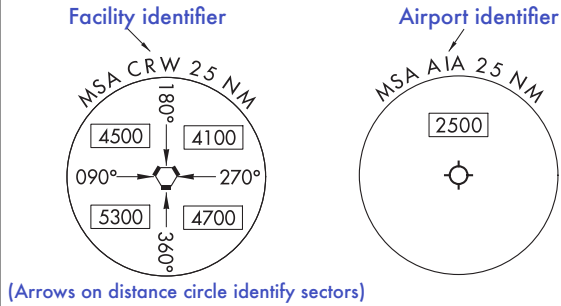 Facility identifier
Airport identifier
MSA CRW 25 NM
MSA AIA 25 NM
180°
4500
4100
2500
090°
270°
5300
4700
360°
(Arrows on distance circle identify sectors)